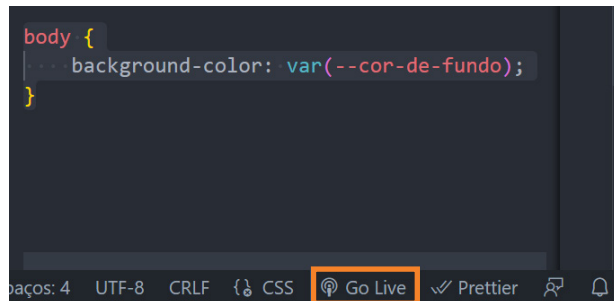 body {
    background-color: var(--cor-de-fundo);
}
paços: 4 UTF-8 CRLF CSS Go Live Prettier